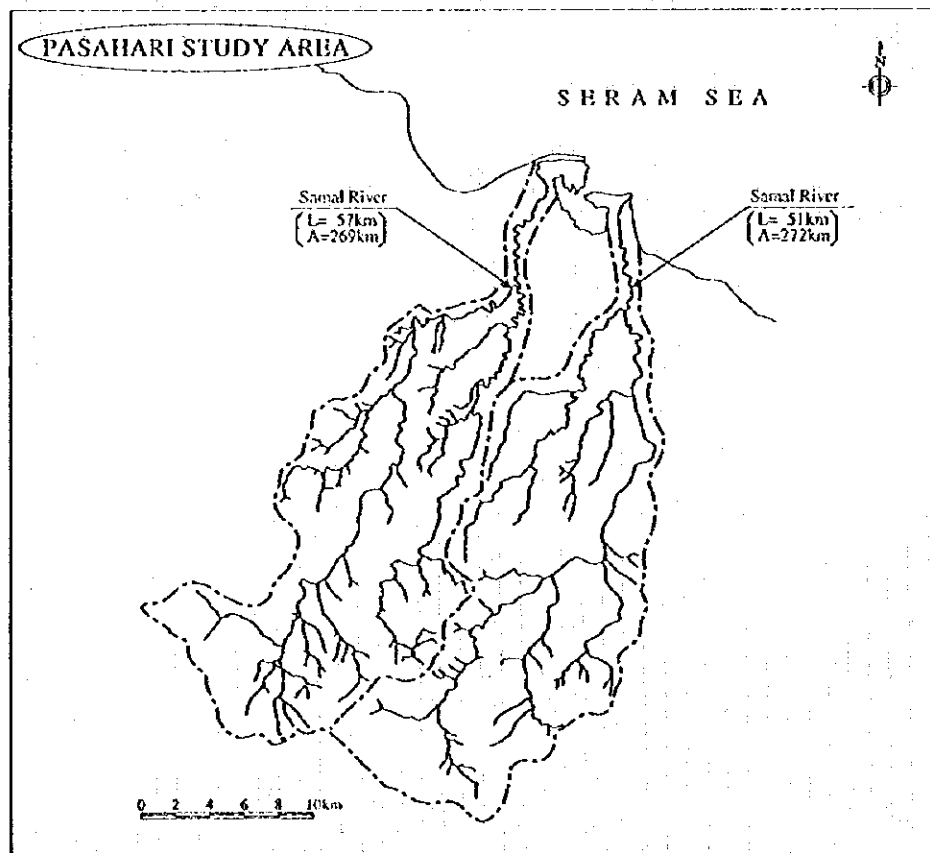 PASAHARI STUDY AREA
N
SERAM SEA
Samal River
L= 57km
A=269km
Samal River
L= 51km
A=272km
0 2 4 6 8 10km